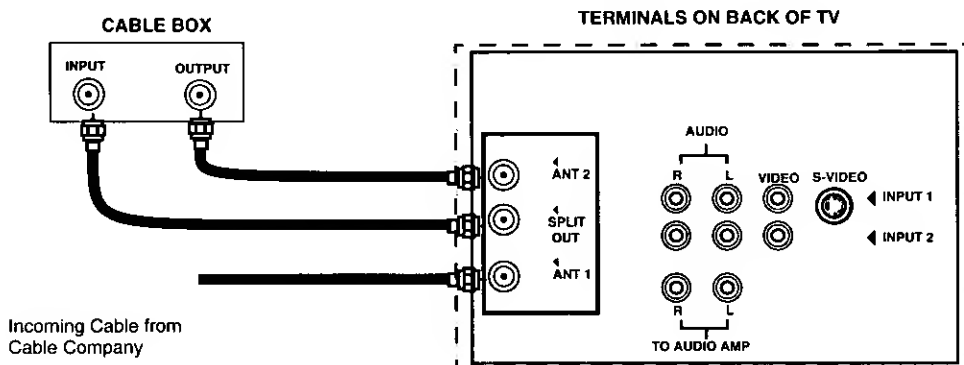 TERMINALS ON BACK OF TV
CABLE BOX
INPUT
OUTPUT
ANT 2
SPLIT
OUT
ANT 1
AUDIO
R
L
VIDEO
S-VIDEO
INPUT 1
INPUT 2
R
L
TO AUDIO AMP
Incoming Cable from
Cable Company